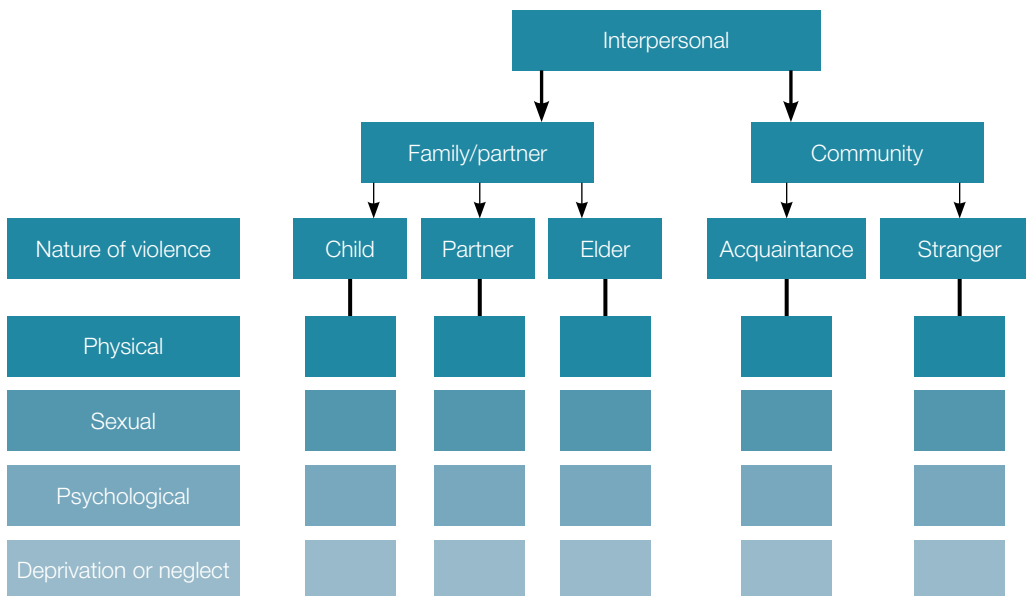 Interpersonal
Family/partner
Community
Nature of violence
Child
Partner
Elder
Acquaintance
Stranger
Physical
Sexual
Psychological
Deprivation or neglect